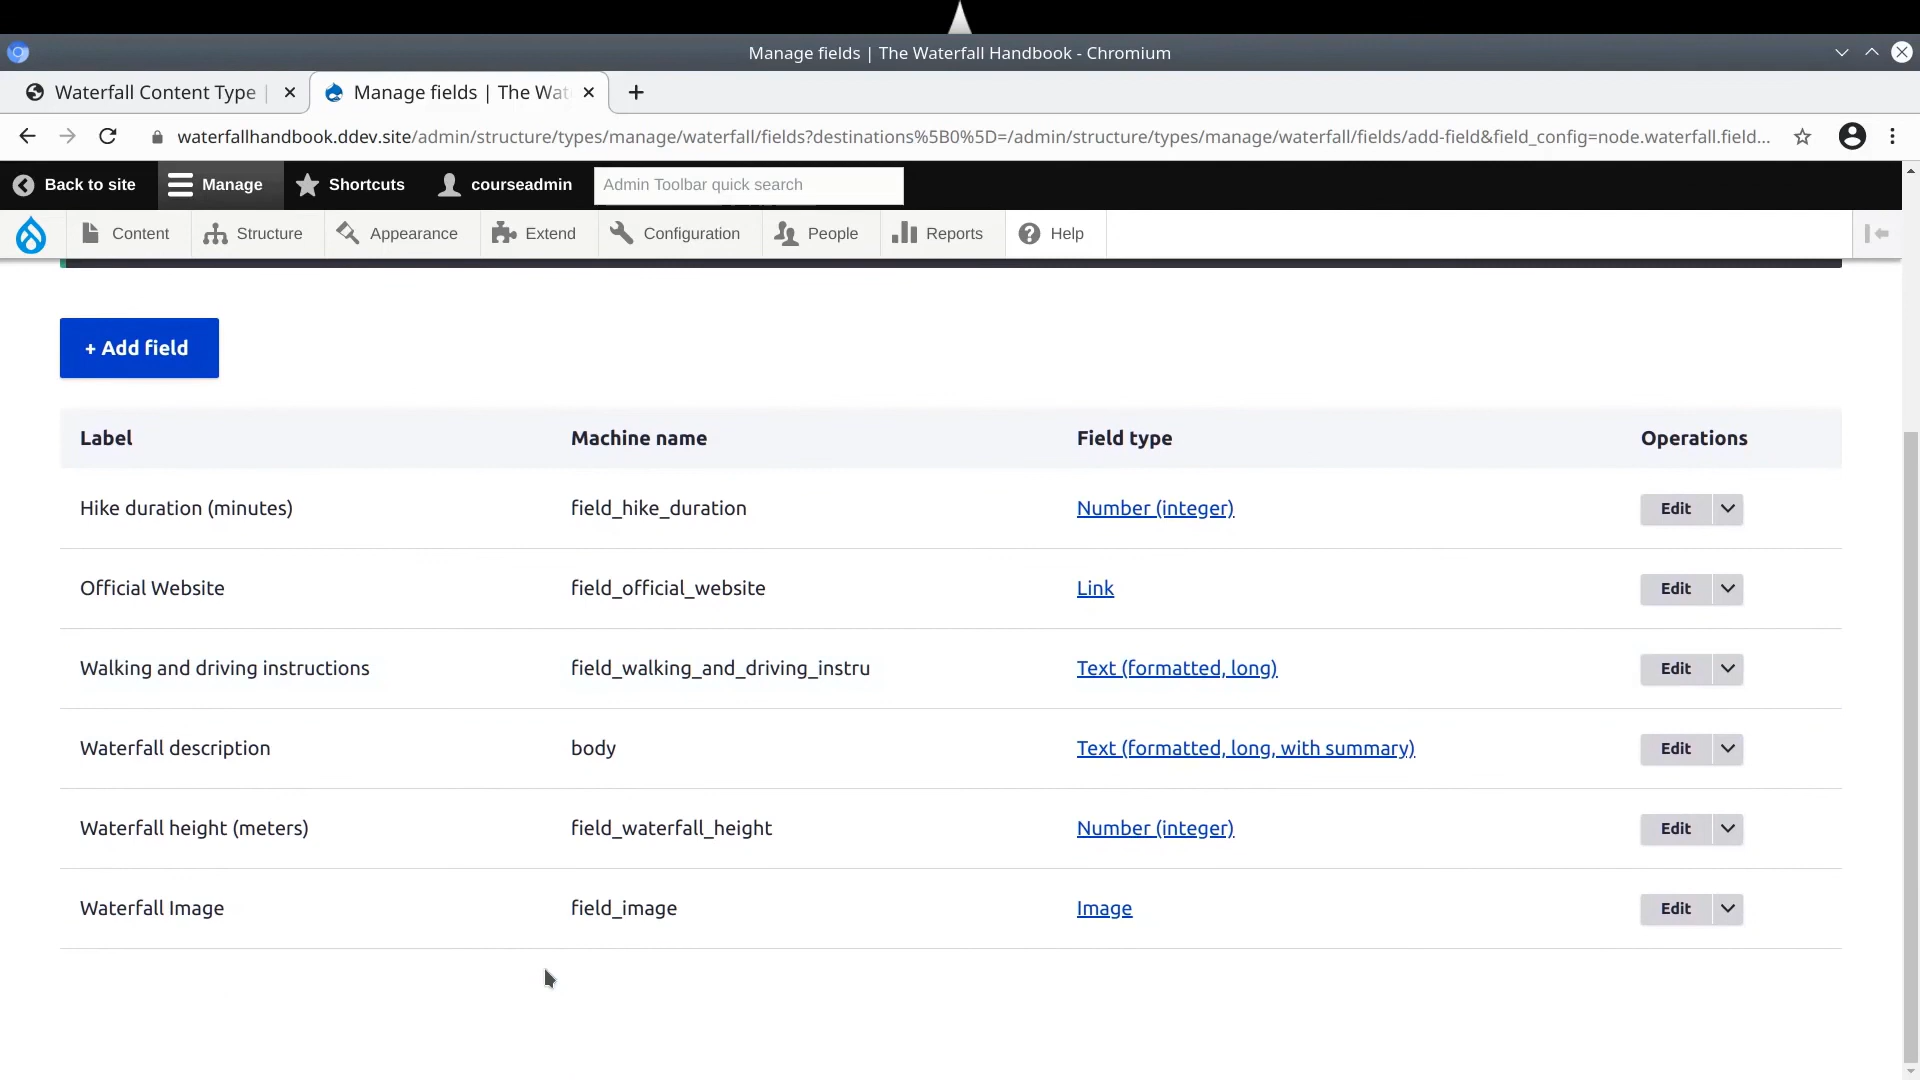 Manage fields | The Waterfall Handbook - Chromium
Waterfall Content Type |
Manage fields | The Wat
waterfallhandbook.ddev.site/admin/structure/types/manage/waterfall/fields?destinations%5B0%5D=/admin/structure/types/manage/waterfall/fields/add-field&field_config=node.waterfall.field...
Back to site Manage Shortcuts courseadmin Admin Toolbar quick search
Content Structure Appearance Extend Configuration People Reports Help
+ Add field
Label Machine name Field type Operations
Hike duration (minutes) field_hike_duration Number (integer) Edit
Official Website field_official_website Link Edit
Walking and driving instructions field_walking_and_driving_instru Text (formatted, long) Edit
Waterfall description body Text (formatted, long, with summary) Edit
Waterfall height (meters) field_waterfall_height Number (integer) Edit
Waterfall Image field_image Image Edit